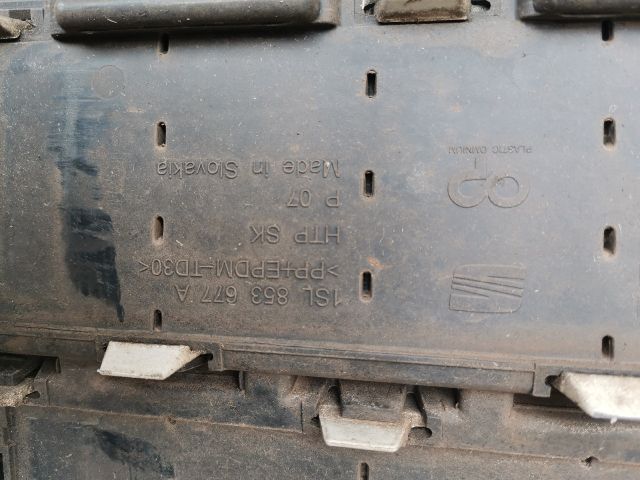 1SL 853 677 A
>PP+EPDM-TD30<
HTP SK
P 07
Made in Slovakia
PLASTIC OMNIUM